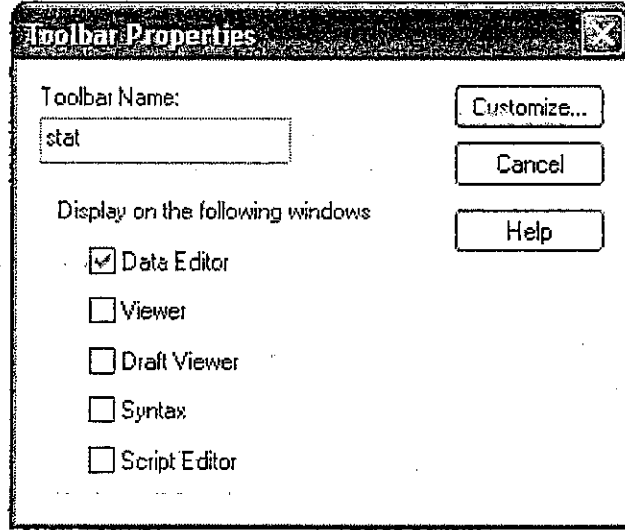 Toolbar Properties
Toolbar Name:
stat
Customize...
Cancel
Help
Display on the following windows
Data Editor
Viewer
Draft Viewer
Syntax
Script Editor